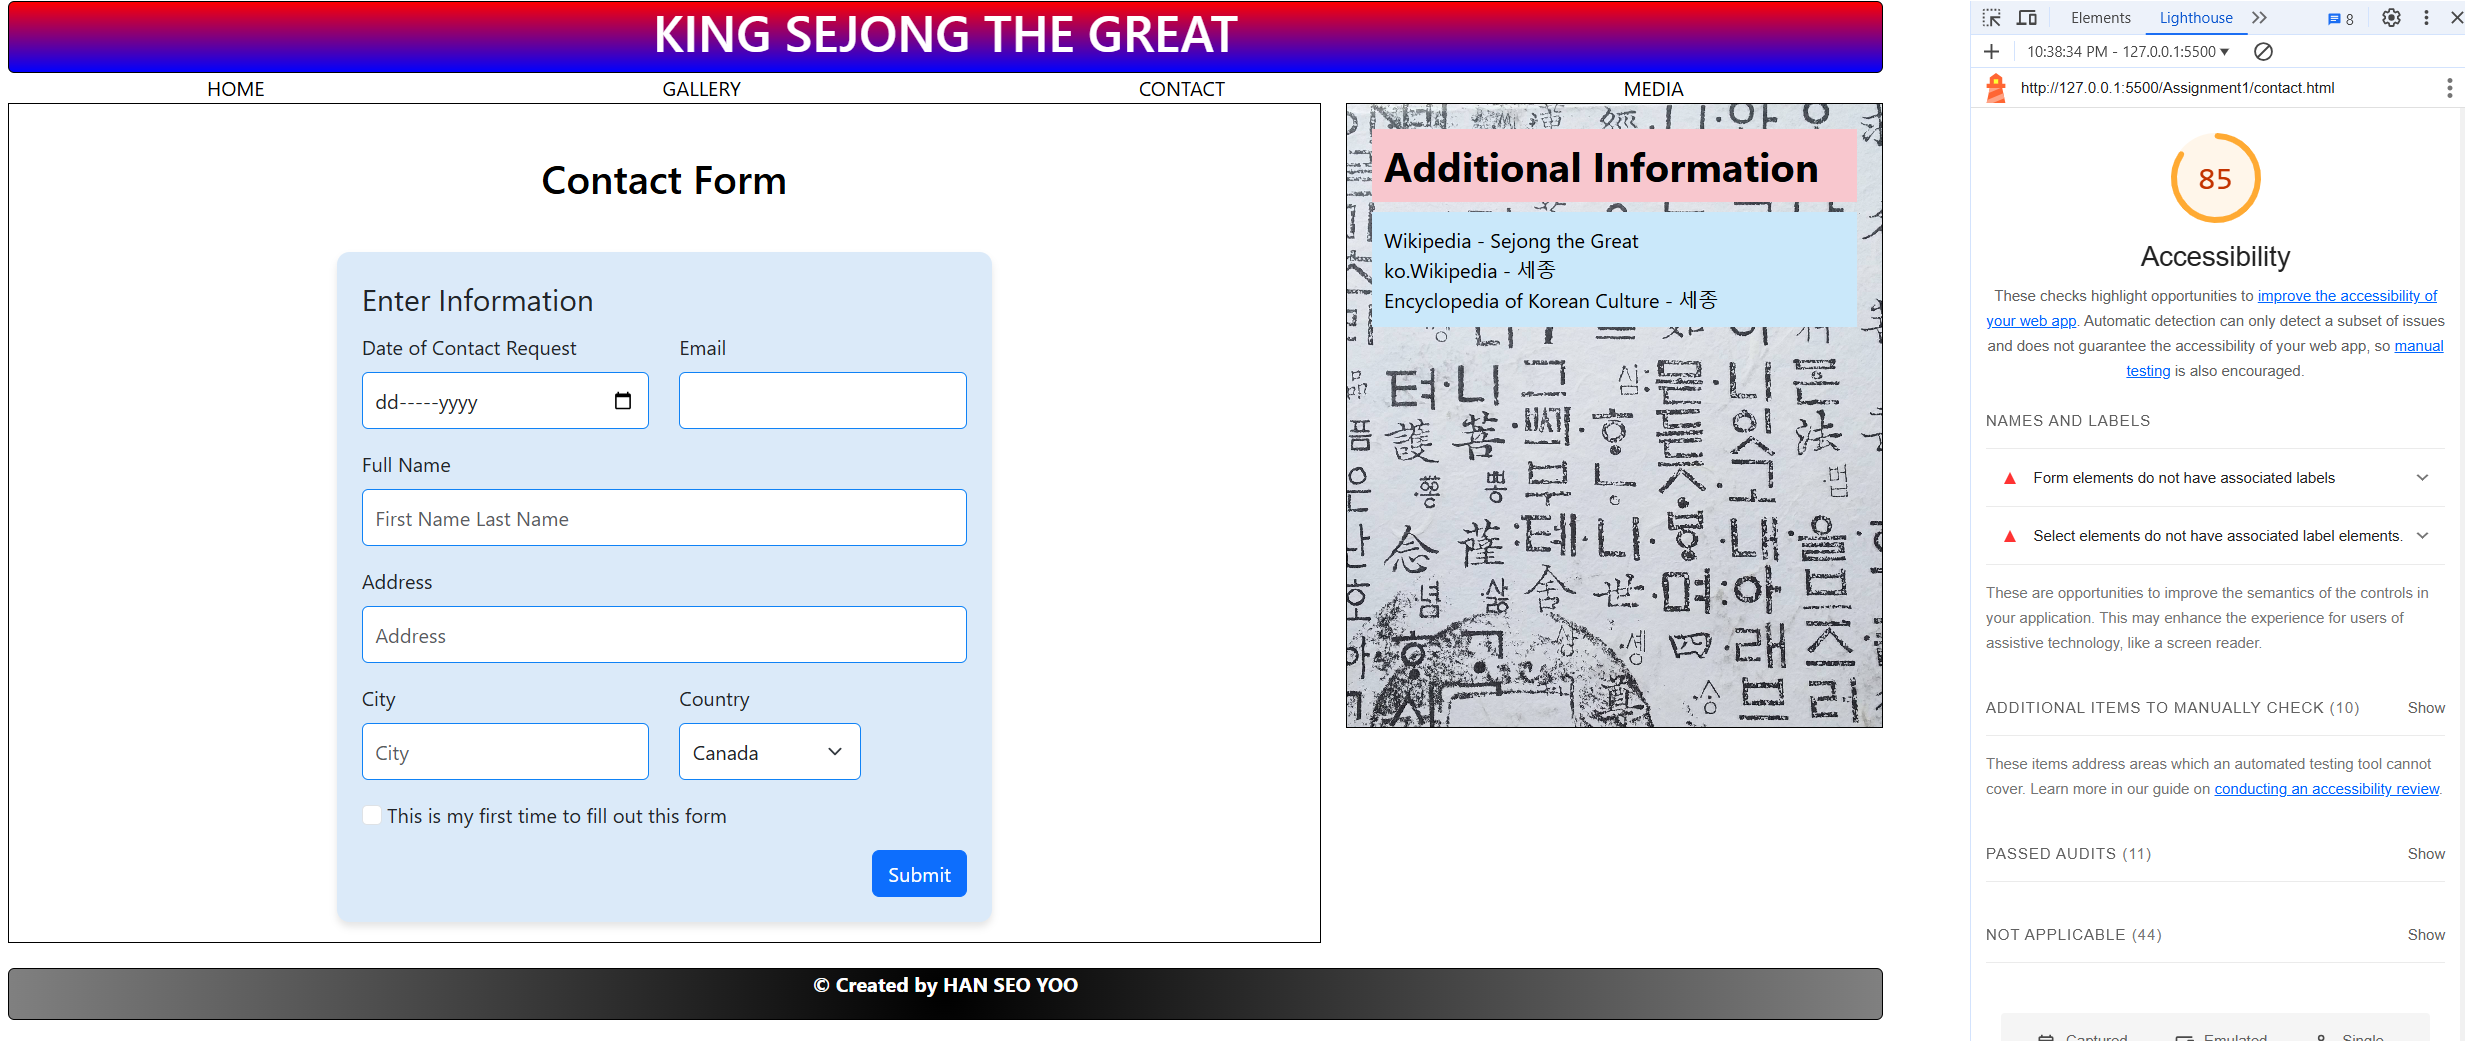 KING SEJONG THE GREAT
HOME GALLERY CONTACT MEDIA
Contact Form
Enter Information
Date of Contact Request Email
dd-----yyyy
Full Name
First Name Last Name
Address
Address
City Country
City Canada
This is my first time to fill out this form
Submit
Additional Information
Wikipedia - Sejong the Great
ko.Wikipedia - 세종
Encyclopedia of Korean Culture - 세종
© Created by HAN SEO YOO
Elements Lighthouse 8
10:38:34 PM - 127.0.0.1:5500
http://127.0.0.1:5500/Assignment1/contact.html
85
Accessibility
These checks highlight opportunities to improve the accessibility of
your web app. Automatic detection can only detect a subset of issues
and does not guarantee the accessibility of your web app, so manual
testing is also encouraged.
NAMES AND LABELS
Form elements do not have associated labels
Select elements do not have associated label elements.
These are opportunities to improve the semantics of the controls in
your application. This may enhance the experience for users of
assistive technology, like a screen reader.
ADDITIONAL ITEMS TO MANUALLY CHECK (10) Show
These items address areas which an automated testing tool cannot
cover. Learn more in our guide on conducting an accessibility review.
PASSED AUDITS (11) Show
NOT APPLICABLE (44) Show
Captured Emulated Single